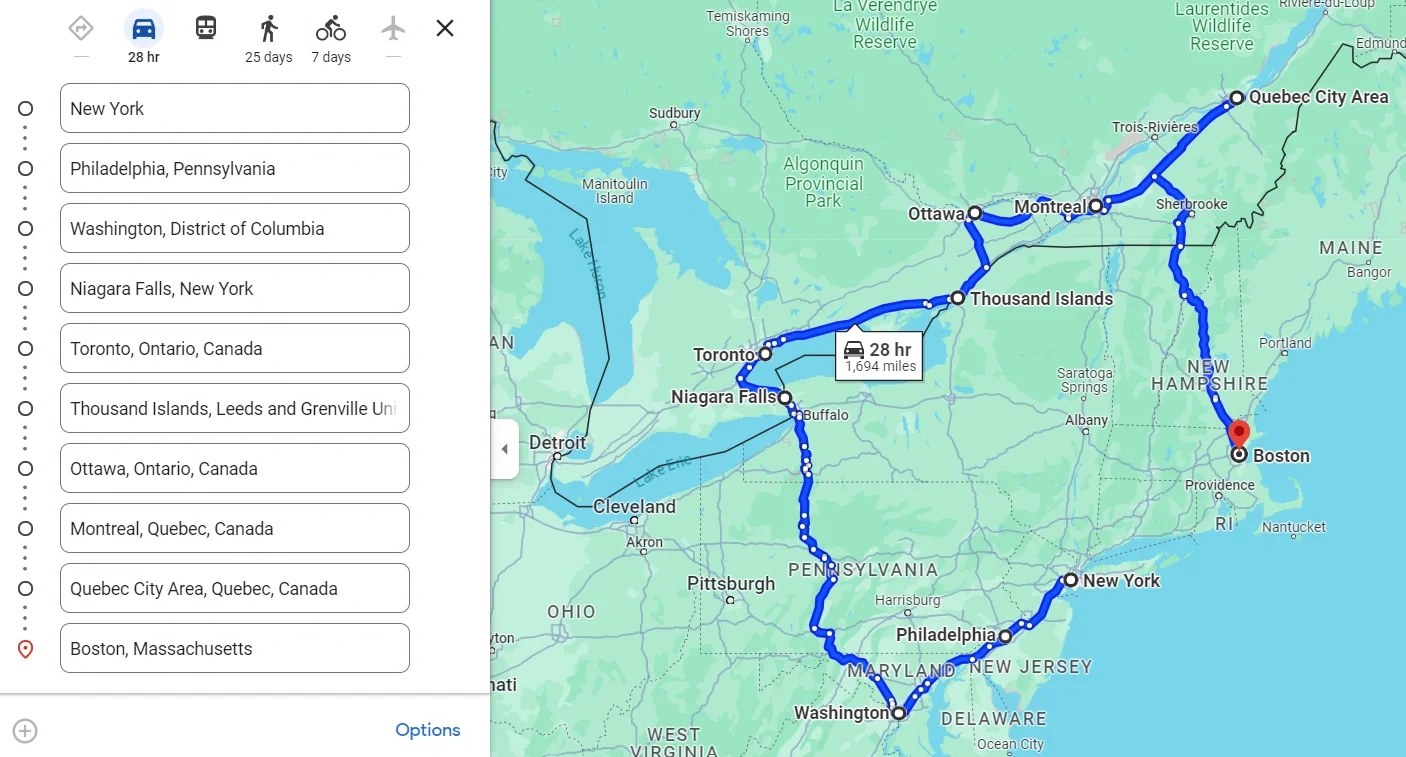 28 hr
25 days
7 days
New York
Philadelphia, Pennsylvania
Washington, District of Columbia
Niagara Falls, New York
Toronto, Ontario, Canada
Thousand Islands, Leeds and Grenville Uni
Ottawa, Ontario, Canada
Montreal, Quebec, Canada
Quebec City Area, Quebec, Canada
Boston, Massachusetts
Options
Temiskaming
Shores
La Verendrye
Wildlife
Reserve
Laurentides
Wildlife
Reserve
Rivière-du-Loup
Edmund
Quebec City Area
Sudbury
Trois-Rivières
Algonquin
Provincial
Park
City
Manitoulin
Island
Ottawa
Montreal
Sherbrooke
Lake Huron
MAINE
Bangor
Thousand Islands
AN
Toronto
28 hr
1,694 miles
Portland
NEW
HAMPSHIRE
Saratoga
Springs
Niagara Falls
Buffalo
Albany
Detroit
Boston
Lake Erie
Providence
Cleveland
RI
Nantucket
Akron
PENNSYLVANIA
New York
Pittsburgh
Harrisburg
OHIO
Philadelphia
yton
MARYLAND
NEW JERSEY
nati
Washington
DELAWARE
WEST
VIRGINIA
Ocean City